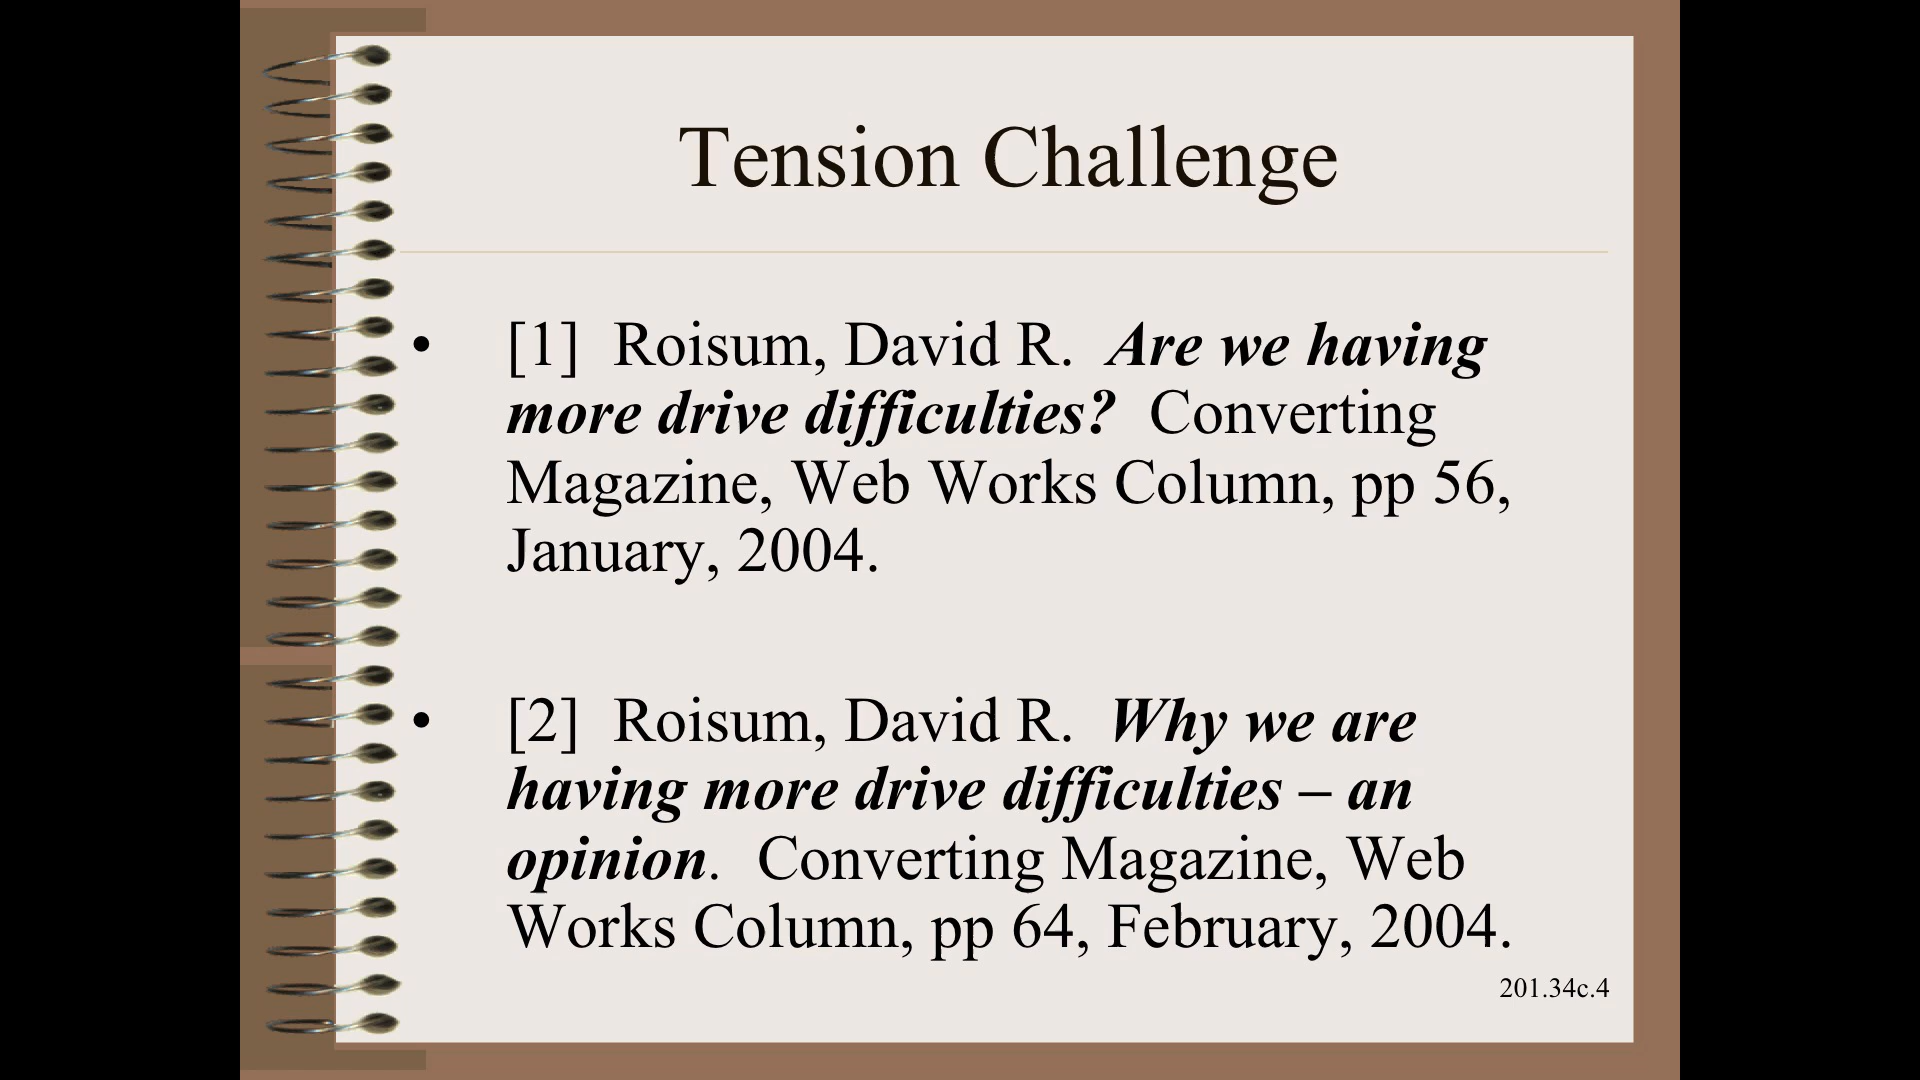 Tension Challenge
• [1]  Roisum, David R.  Are we having
more drive difficulties?  Converting
Magazine, Web Works Column, pp 56,
January, 2004.
• [2]  Roisum, David R.  Why we are
having more drive difficulties – an
opinion.  Converting Magazine, Web
Works Column, pp 64, February, 2004.
201.34c.4